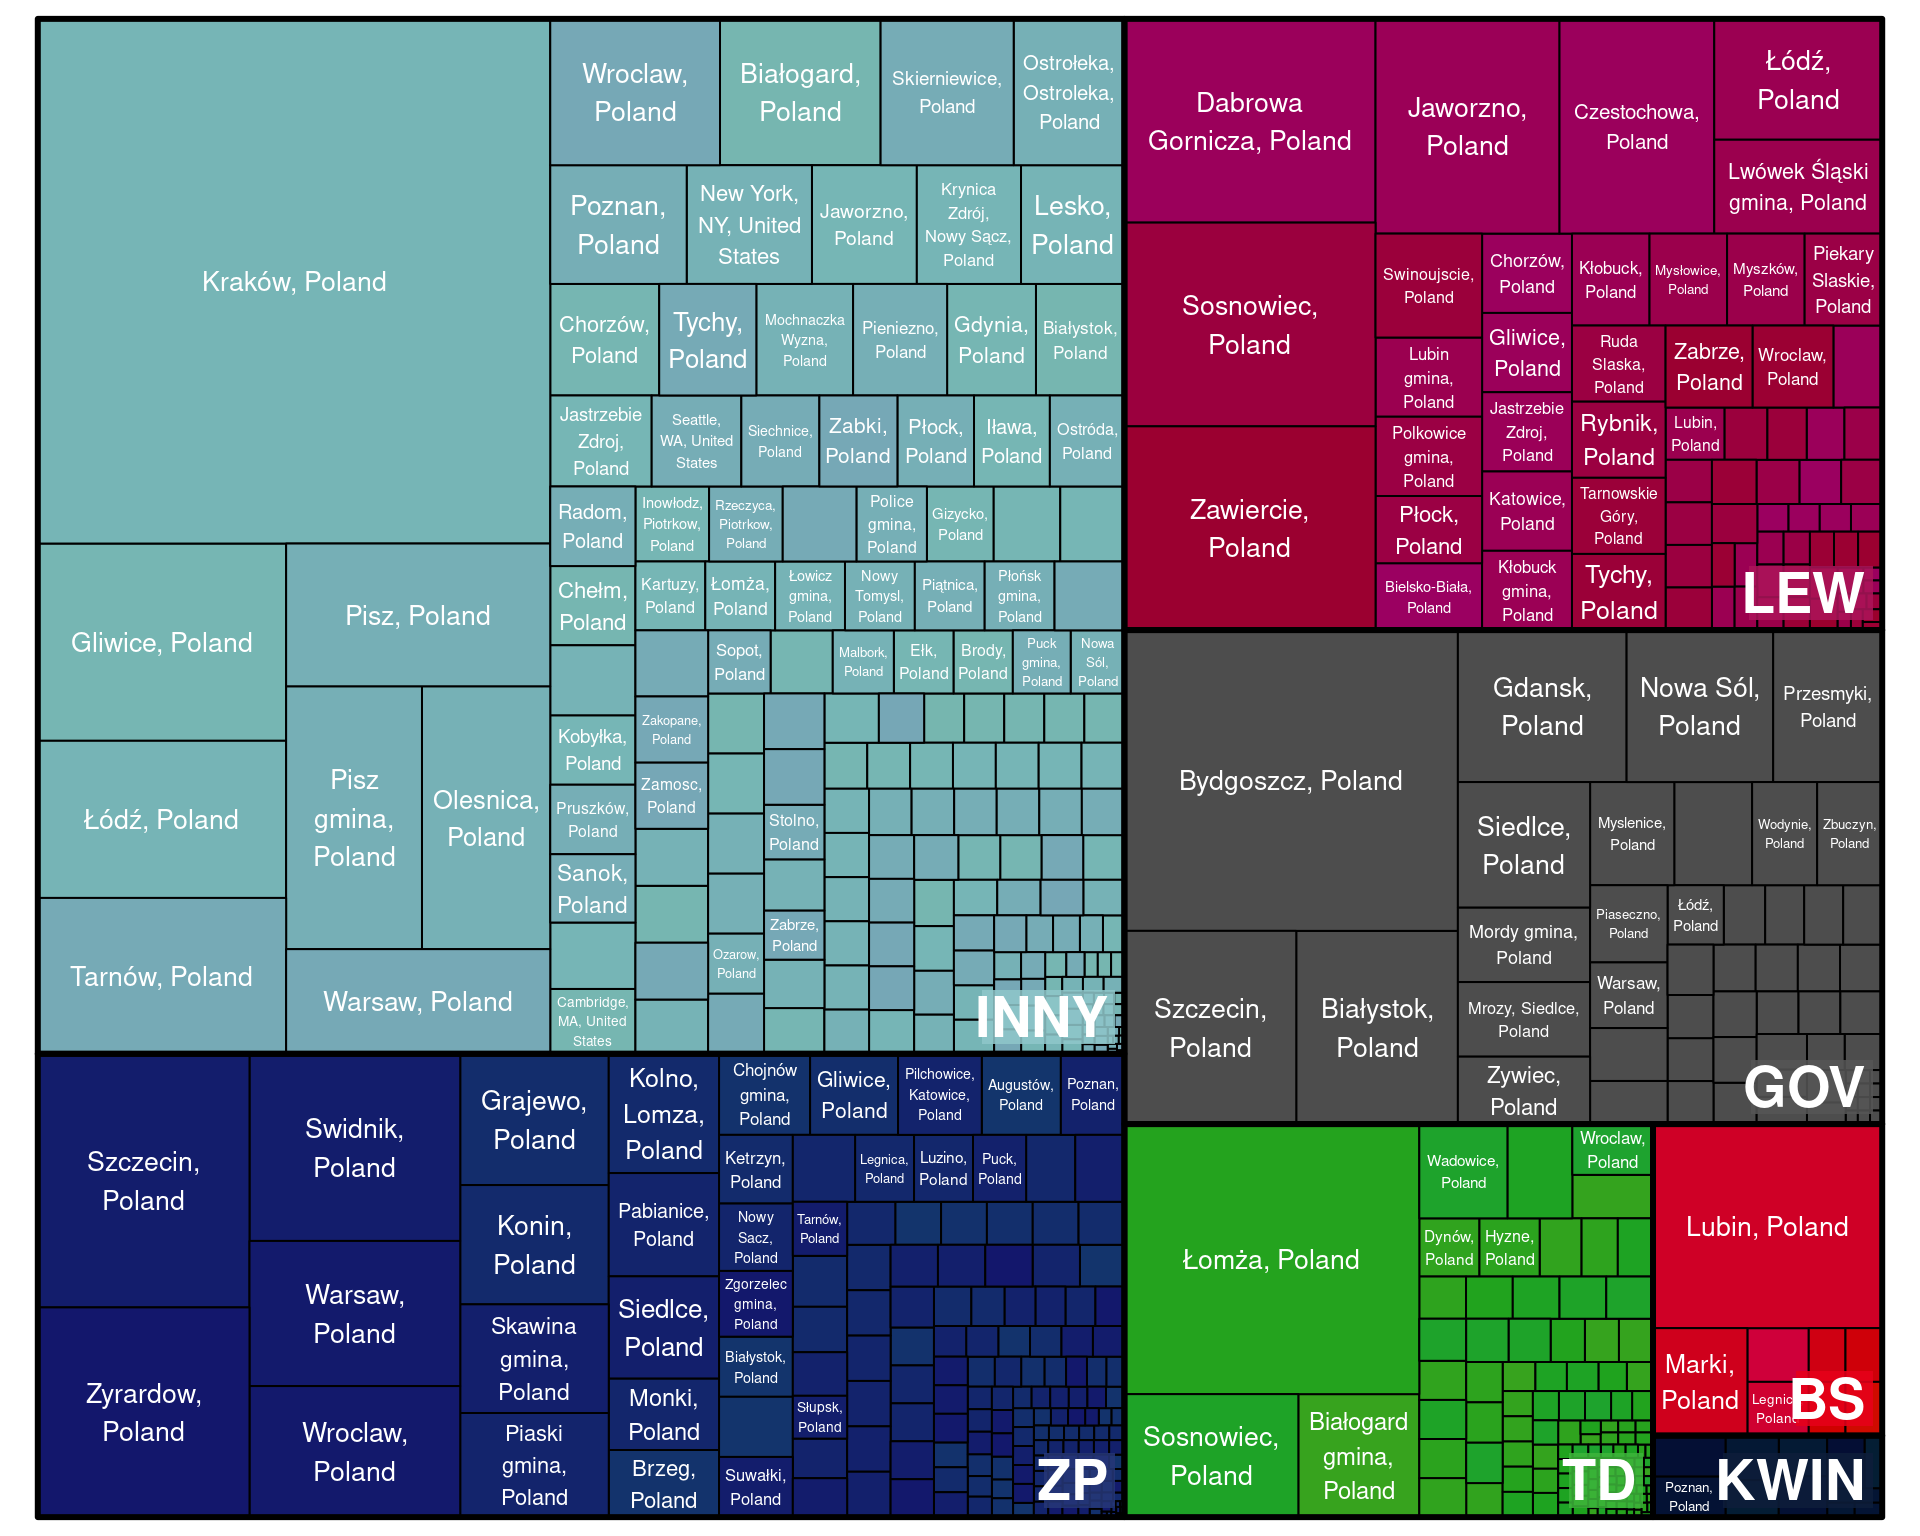 Kraków, Poland
Gliwice, Poland
Łódź, Poland
Tarnów, Poland
Pisz, Poland
Pisz
gmina,
Poland
Olesnica,
Poland
Warsaw, Poland
Wroclaw,
Poland
Białogard,
Poland
Skierniewice,
Poland
Ostrołeka,
Ostroleka,
Poland
Poznan,
Poland
New York,
NY, United
States
Jaworzno,
Poland
Krynica
Zdrój,
Nowy Sącz,
Poland
Lesko,
Poland
Chorzów,
Poland
Tychy,
Poland
Mochnaczka
Wyzna,
Poland
Pieniezno,
Poland
Gdynia,
Poland
Białystok,
Poland
Jastrzebie
Zdroj,
Poland
Seattle,
WA, United
States
Siechnice,
Poland
Zabki,
Poland
Płock,
Poland
Iława,
Poland
Ostróda,
Poland
Radom,
Poland
Inowłodz,
Piotrkow,
Poland
Rzeczyca,
Piotrkow,
Poland
Police
gmina,
Poland
Gizycko,
Poland
Chełm,
Poland
Kartuzy,
Poland
Łomża,
Poland
Łowicz
gmina,
Poland
Nowy
Tomysl,
Poland
Piątnica,
Poland
Płońsk
gmina,
Poland
Sopot,
Poland
Malbork,
Poland
Ełk,
Poland
Brody,
Poland
Puck
gmina,
Poland
Nowa
Sól,
Poland
Kobyłka,
Poland
Zakopane,
Poland
Pruszków,
Poland
Zamosc,
Poland
Stolno,
Poland
Sanok,
Poland
Zabrze,
Poland
Ozarow,
Poland
Cambridge,
MA, United
States
INNY
Dabrowa
Gornicza, Poland
Sosnowiec,
Poland
Zawiercie,
Poland
Jaworzno,
Poland
Czestochowa,
Poland
Łódź,
Poland
Lwówek Śląski
gmina, Poland
Swinoujscie,
Poland
Chorzów,
Poland
Kłobuck,
Poland
Mysłowice,
Poland
Myszków,
Poland
Piekary
Slaskie,
Poland
Lubin
gmina,
Poland
Gliwice,
Poland
Ruda
Slaska,
Poland
Zabrze,
Poland
Wroclaw,
Poland
Polkowice
gmina,
Poland
Jastrzebie
Zdroj,
Poland
Rybnik,
Poland
Lubin,
Poland
Płock,
Poland
Katowice,
Poland
Tarnowskie
Góry,
Poland
Bielsko-Biała,
Poland
Kłobuck
gmina,
Poland
Tychy,
Poland
LEW
Bydgoszcz, Poland
Szczecin,
Poland
Białystok,
Poland
Gdansk,
Poland
Nowa Sól,
Poland
Przesmyki,
Poland
Siedlce,
Poland
Myslenice,
Poland
Wodynie,
Poland
Zbuczyn,
Poland
Mordy gmina,
Poland
Piaseczno,
Poland
Łódź,
Poland
Mrozy, Siedlce,
Poland
Warsaw,
Poland
Zywiec,
Poland
GOV
Szczecin,
Poland
Zyrardow,
Poland
Swidnik,
Poland
Warsaw,
Poland
Wroclaw,
Poland
Grajewo,
Poland
Konin,
Poland
Skawina
gmina,
Poland
Piaski
gmina,
Poland
Kolno,
Lomza,
Poland
Pabianice,
Poland
Siedlce,
Poland
Monki,
Poland
Brzeg,
Poland
Chojnów
gmina,
Poland
Gliwice,
Poland
Pilchowice,
Katowice,
Poland
Augustów,
Poland
Poznan,
Poland
Ketrzyn,
Poland
Legnica,
Poland
Luzino,
Poland
Puck,
Poland
Nowy
Sacz,
Poland
Tarnów,
Poland
Zgorzelec
gmina,
Poland
Białystok,
Poland
Słupsk,
Poland
Suwałki,
Poland
ZP
Łomża, Poland
Sosnowiec,
Poland
Białogard
gmina,
Poland
Wadowice,
Poland
Wroclaw,
Poland
Dynów,
Poland
Hyzne,
Poland
TD
Lubin, Poland
Marki,
Poland
BS
Poznan,
Poland
KWIN